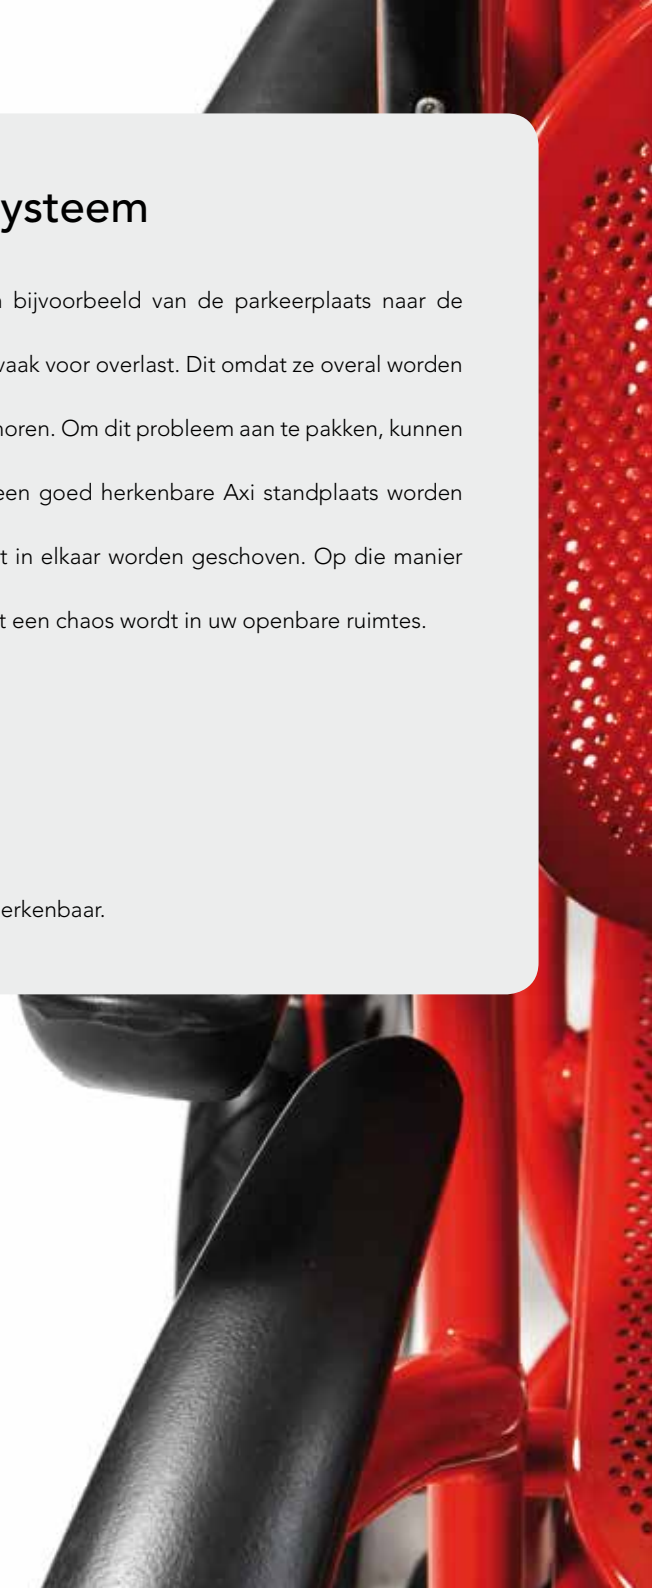 ysteem
bijvoorbeeld van de parkeerplaats naar de
vaak voor overlast. Dit omdat ze overal worden
horen. Om dit probleem aan te pakken, kunnen
een goed herkenbare Axi standplaats worden
t in elkaar worden geschoven. Op die manier
t een chaos wordt in uw openbare ruimtes.
erkenbaar.